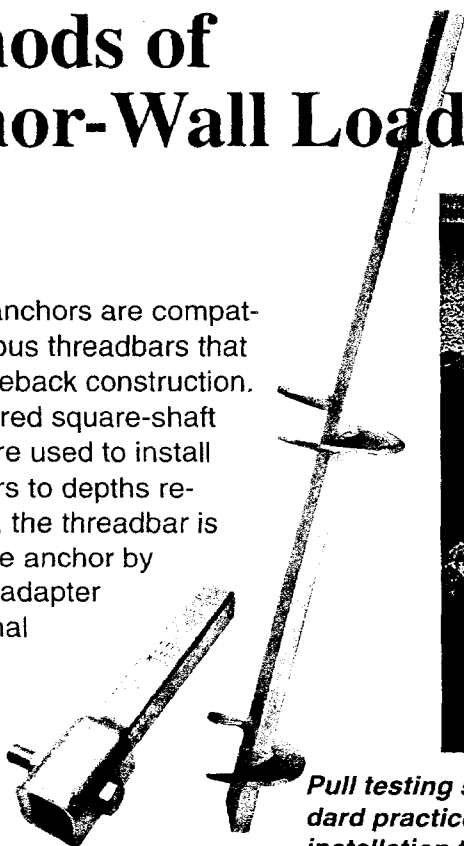 hods of
hor-Wall Load
anchors are compat-
ous threadbars that
eback construction.
red square-shaft
re used to install
rs to depths re-
, the threadbar is
e anchor by
adapter
nal
Pull testing s
dard practice
installation t